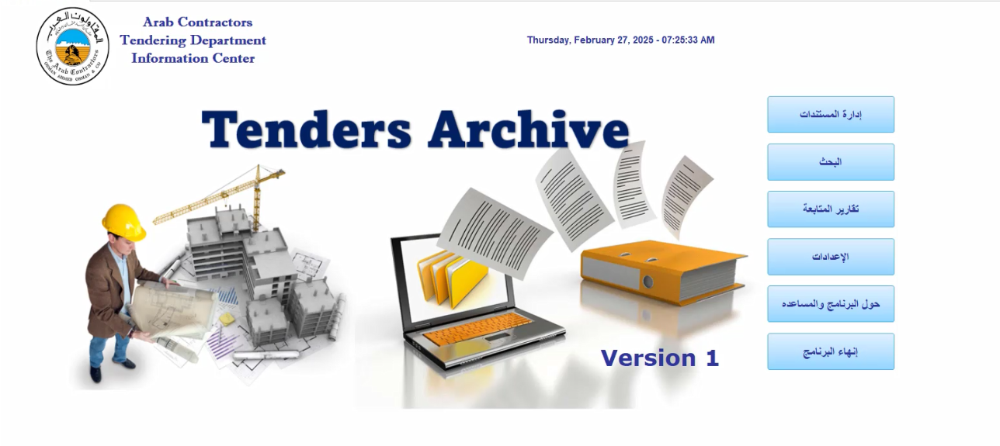 المقاولون العرب
The Arab Contractors
OSMAN AHMED OSMAN & CO
Arab Contractors
Tendering Department
Information Center
Thursday, February 27, 2025 - 07:25:33 AM
Tenders Archive
إدارة المستندات
البحث
تقارير المتابعة
الإعدادات
حول البرنامج والمساعده
إنهاء البرنامج
Version 1